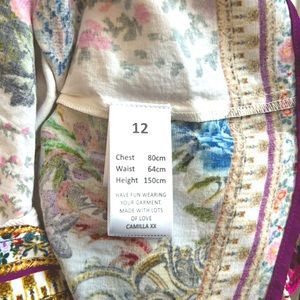 12
Chest 80cm
Waist 64cm
Height 150cm
HAVE FUN WEARING
YOUR GARMENT.
MADE WITH LOTS
OF LOVE
CAMILLA XX